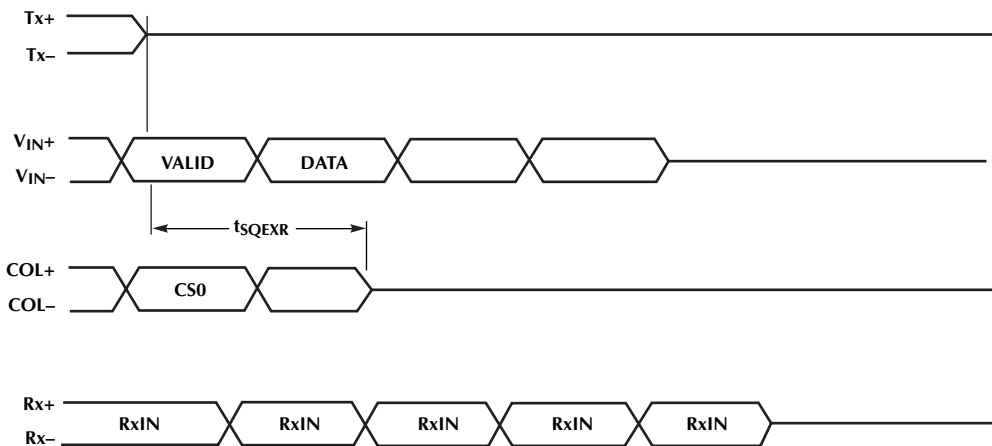 Tx+
Tx–
VIN+
VIN–
VALID DATA
tSQEXR
COL+
COL–
CS0
Rx+
Rx–
RxIN RxIN RxIN RxIN RxIN